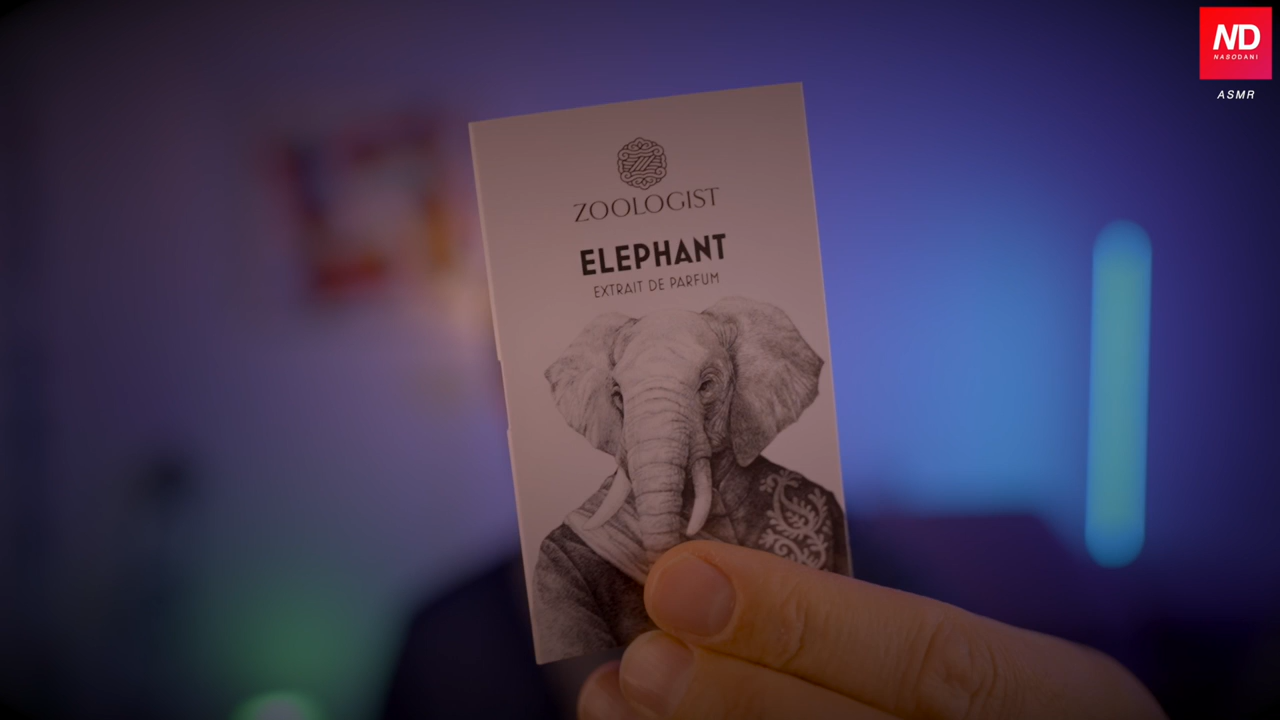 ZOOLOGIST
ELEPHANT
EXTRAIT DE PARFUM
ND
NASODANI
ASMR